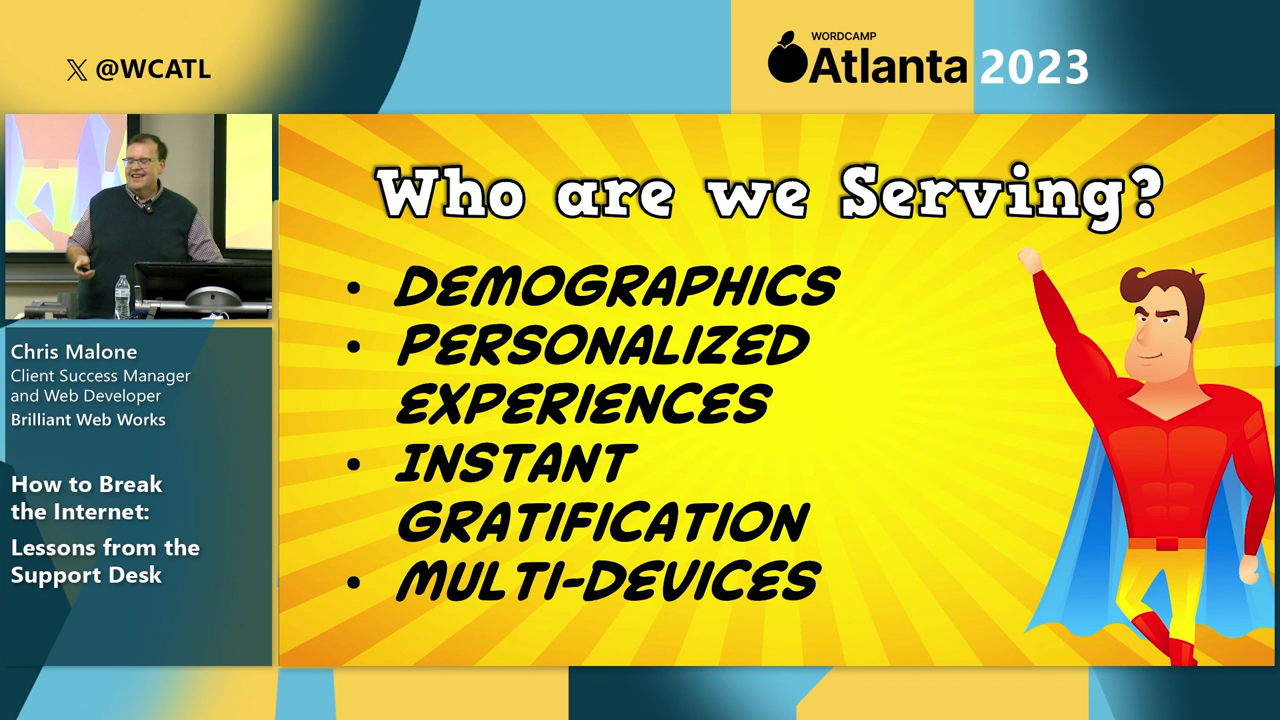 𝕏 @WCATL
WORDCAMP
Atlanta 2023
Who are we Serving?
• DEMOGRAPHICS
• PERSONALIZED
EXPERIENCES
• INSTANT
GRATIFICATION
• MULTI-DEVICES
Chris Malone
Client Success Manager
and Web Developer
Brilliant Web Works
How to Break
the Internet:
Lessons from the
Support Desk